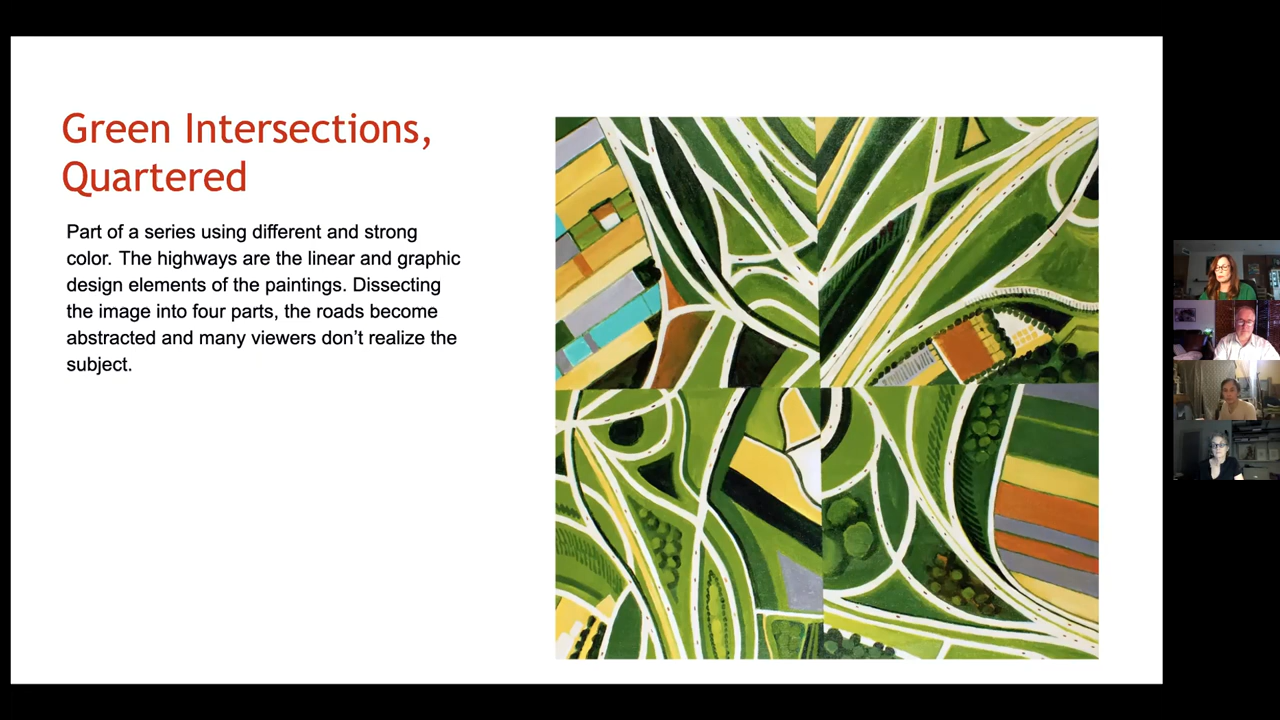 Green Intersections,
Quartered
Part of a series using different and strong
color. The highways are the linear and graphic
design elements of the paintings. Dissecting
the image into four parts, the roads become
abstracted and many viewers don’t realize the
subject.